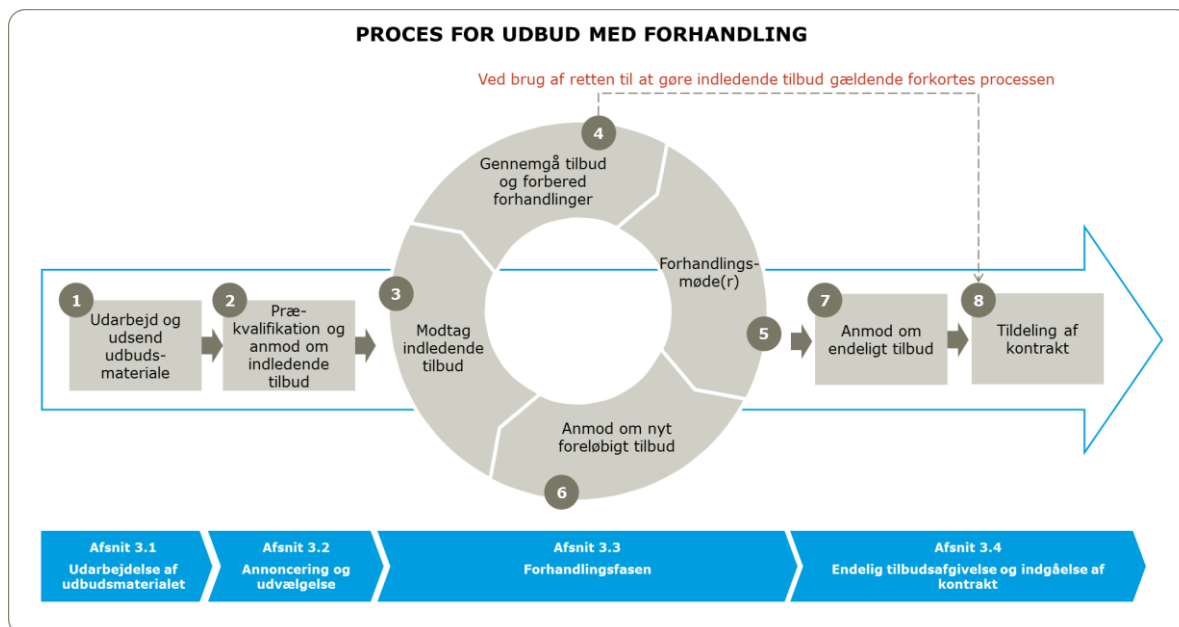 PROCES FOR UDBUD MED FORHANDLING
Ved brug af retten til at gøre indledende tilbud gældende forkortes processen
1
Udarbejd og
udsend
udbuds-
materiale
2
Præ-
kvalifikation og
anmod om
indledende
tilbud
3
Modtag
indledende
tilbud
4
Gennemgå tilbud
og forbered
forhandlinger
Forhandlings-
møde(r)
5
Anmod om nyt
foreløbigt tilbud
6
7
Anmod om
endeligt tilbud
8
Tildeling af
kontrakt
Afsnit 3.1
Udarbejdelse af
udbudsmaterialet
Afsnit 3.2
Annoncering og
udvælgelse
Afsnit 3.3
Forhandlingsfasen
Afsnit 3.4
Endelig tilbudsafgivelse og indgåelse af
kontrakt